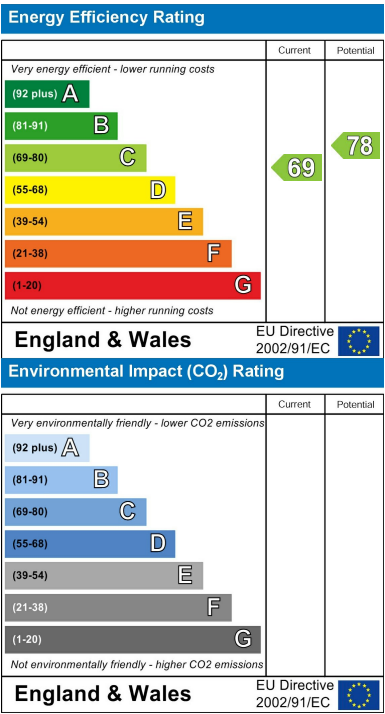 Energy Efficiency Rating
Current Potential
Very energy efficient - lower running costs
(92 plus) A
(81-91) B
(69-80) C
(55-68) D
(39-54) E
(21-38) F
(1-20) G
69 78
Not energy efficient - higher running costs
England & Wales
EU Directive
2002/91/EC
Environmental Impact (CO₂) Rating
Current Potential
Very environmentally friendly - lower CO2 emissions
(92 plus) A
(81-91) B
(69-80) C
(55-68) D
(39-54) E
(21-38) F
(1-20) G
Not environmentally friendly - higher CO2 emissions
England & Wales
EU Directive
2002/91/EC